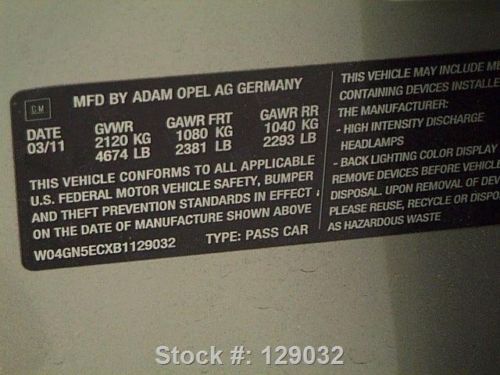 GM
MFD BY ADAM OPEL AG GERMANY
DATE GVWR GAWR FRT GAWR RR
03/11 2120 KG 1080 KG 1040 KG
4674 LB 2381 LB 2293 LB
THIS VEHICLE CONFORMS TO ALL APPLICABLE
U.S. FEDERAL MOTOR VEHICLE SAFETY, BUMPER
AND THEFT PREVENTION STANDARDS IN EFFECT
ON THE DATE OF MANUFACTURE SHOWN ABOVE
W04GN5ECXB1129032 TYPE: PASS CAR
THIS VEHICLE MAY INCLUDE
CONTAINING DEVICES
THE MANUFACTURER:
- HIGH INTENSITY DISCHARGE
HEADLAMPS
- BACK LIGHTING COLOR DISPLAY
REMOVE DEVICES BEFORE
DISPOSAL. UPON REMOVAL OF
PLEASE REUSE, RECYCLE OR
AS HAZARDOUS WASTE
Stock #: 129032